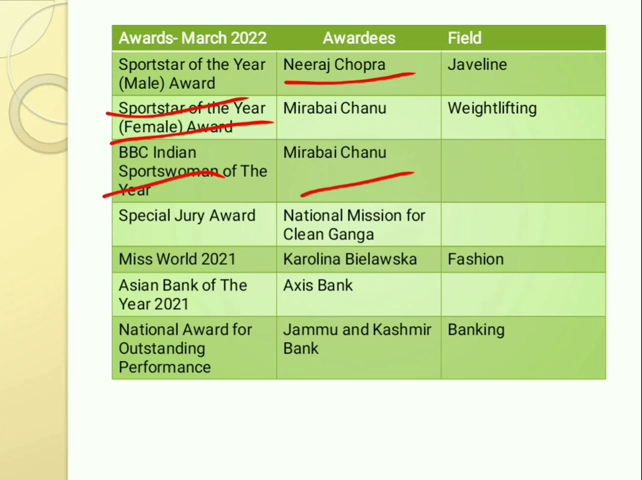 Awards- March 2022 Awardees Field
Sportstar of the Year Neeraj Chopra Javeline
(Male) Award
Sportstar of the Year Mirabai Chanu Weightlifting
(Female) Award
BBC Indian Mirabai Chanu
Sportswoman of The
Year
Special Jury Award National Mission for
Clean Ganga
Miss World 2021 Karolina Bielawska Fashion
Asian Bank of The Axis Bank
Year 2021
National Award for Jammu and Kashmir Banking
Outstanding Bank
Performance